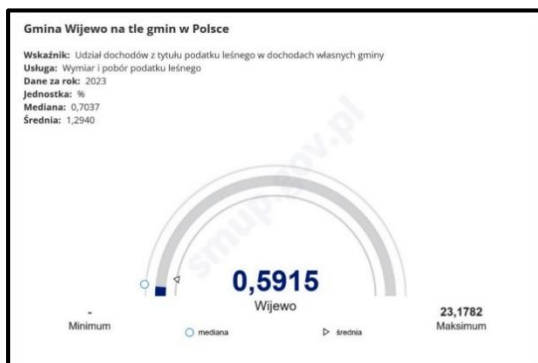 Gmina Wijewo na tle gmin w Polsce
Wskaźnik: Udział dochodów z tytułu podatku leśnego w dochodach własnych gminy
Usługa: Wymiar i pobór podatku leśnego
Dane za rok: 2023
Jednostka: %
Mediana: 0,7037
Średnia: 1,2940
smup.gov.pl
0,5915
Wijewo
-
Minimum
23,1782
Maksimum
mediana
średnia